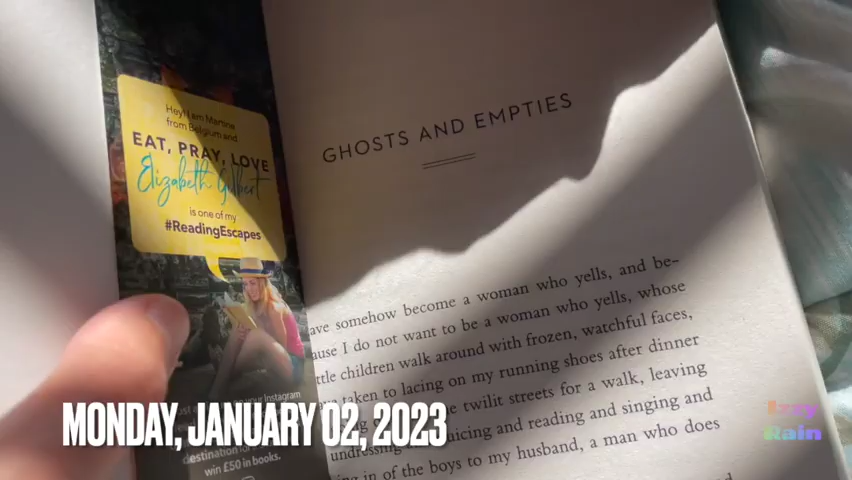 Hey! I am Martine
from Belgium and
EAT, PRAY, LOVE
Elizabeth Gilbert
is one of my
#ReadingEscapes
your Instagram
destination
win £50 in books.
GHOSTS AND EMPTIES
ave somehow become a woman who yells, and be-
ause I do not want to be a woman who yells, whose
ttle children walk around with frozen, watchful faces,
taken to lacing on my running shoes after dinner
e twilit streets for a walk, leaving
undressing uicing and reading and singing and
ing in of the boys to my husband, a man who does
MONDAY, JANUARY 02, 2023
Izzy
Rain